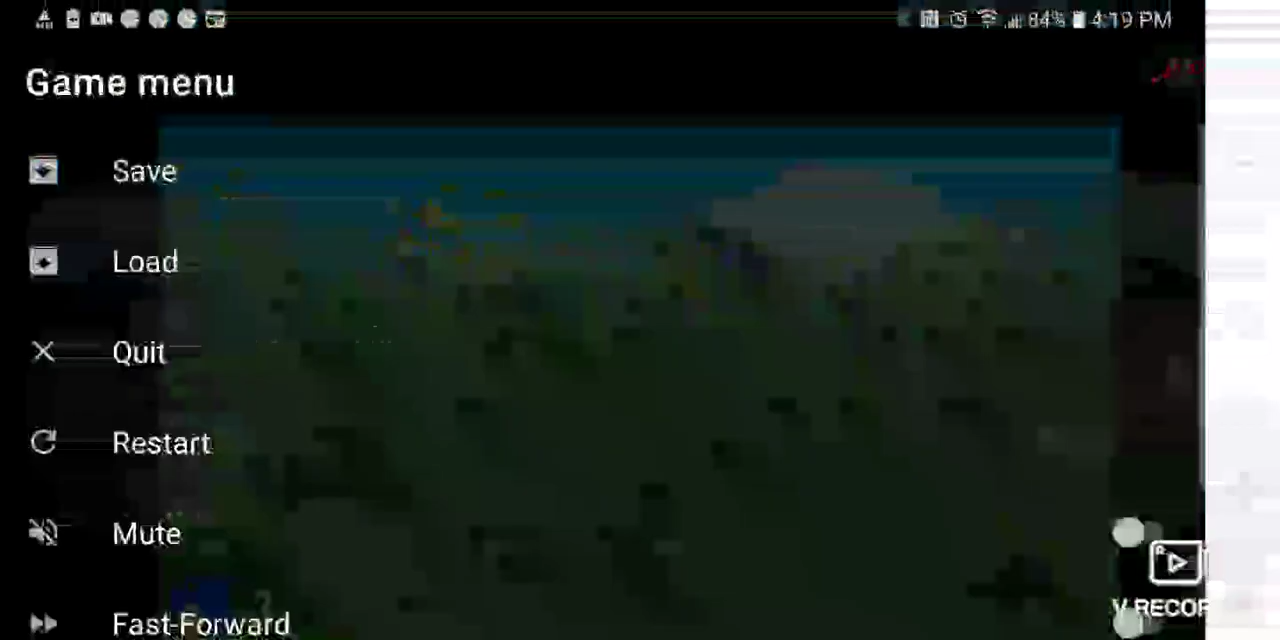 84% 4:19 PM
Game menu
Save
Load
Quit
Restart
Mute
Fast-Forward
V RECOR